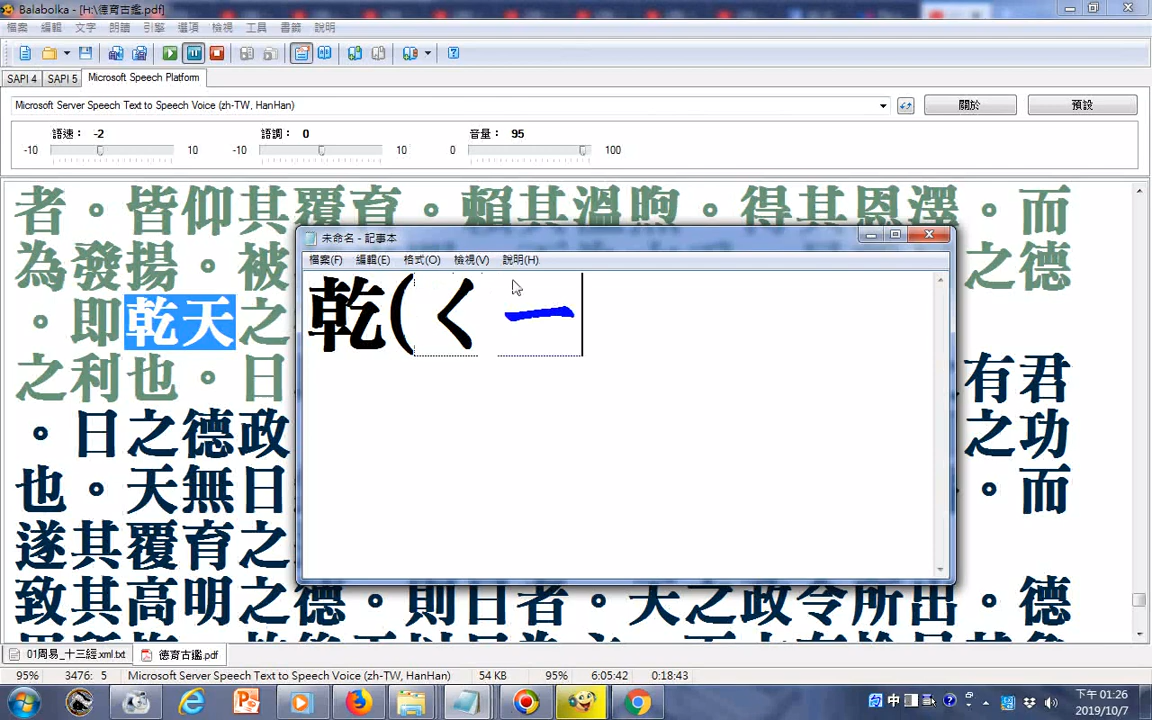 Balabolka - [H:\德育古鑑.pdf]
檔案 編輯 文字 朗讀 引擎 選項 檢視 工具 書籤 說明
SAPI 4 SAPI 5 Microsoft Speech Platform
Microsoft Server Speech Text to Speech Voice (zh-TW, HanHan) 關於 預設
語速： -2 語調： 0 音量： 95
-10 10 -10 10 0 100
者。皆仰其覆育。賴其溫煦。得其恩澤。而
為發揚。被 之德
。即乾天之
之利也。日 有君
。日之德政 之功
也。天無日 。而
遂其覆育之
致其高明之德。則日者。天之政令所出。德
未命名 - 記事本
檔案(F) 編輯(E) 格式(O) 檢視(V) 說明(H)
乾(ㄑ一
01周易_十三經.xml.txt 德育古鑑.pdf
95% 3476: 5 Microsoft Server Speech Text to Speech Voice (zh-TW, HanHan) 54 KB 95% 6:05:42 0:18:43
中 下午 01:26
2019/10/7